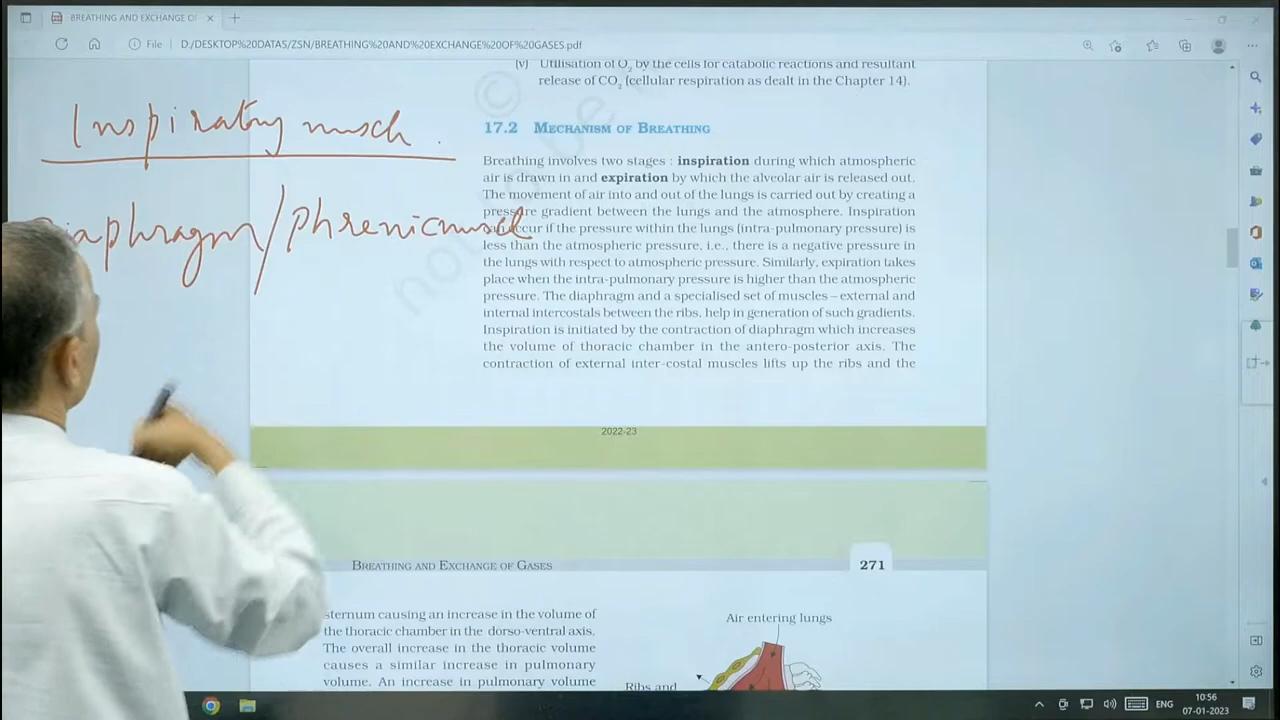 BREATHING AND EXCHANGE OF
File
D:/DESKTOP%20DATAS/ZSN/BREATHING%20AND%20EXCHANGE%20OF%20GASES.pdf
(v) Utilisation of O2 by the cells for catabolic reactions and resultant
release of CO2 (cellular respiration as dealt in the Chapter 14).
Inspiratory
17.2 MECHANISM OF BREATHING
Breathing involves two stages : inspiration during which atmospheric
air is drawn in and expiration by which the alveolar air is released out.
The movement of air into and out of the lungs is carried out by creating a
pressure gradient between the lungs and the atmosphere. Inspiration
aphragm/phrenic muscl
occur if the pressure within the lungs (intra-pulmonary pressure) is
less than the atmospheric pressure, i.e., there is a negative pressure in
the lungs with respect to atmospheric pressure. Similarly, expiration takes
place when the intra-pulmonary pressure is higher than the atmospheric
pressure. The diaphragm and a specialised set of muscles – external and
internal intercostals between the ribs, help in generation of such gradients.
Inspiration is initiated by the contraction of diaphragm which increases
the volume of thoracic chamber in the antero-posterior axis. The
contraction of external inter-costal muscles lifts up the ribs and the
2022-23
BREATHING AND EXCHANGE OF GASES
271
sternum causing an increase in the volume of
the thoracic chamber in the dorso-ventral axis.
The overall increase in the thoracic volume
causes a similar increase in pulmonary
volume. An increase in pulmonary volume
Air entering lungs
Ribs and
ENG
10:56
07-01-2023